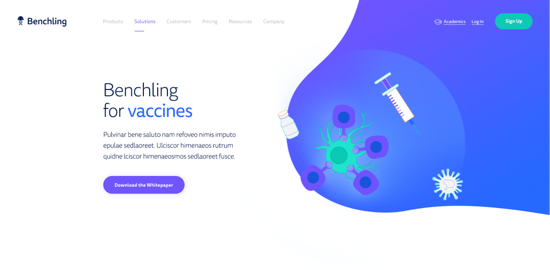 Benchling
Products Solutions Customers Pricing Resources Company
Academics Log In Sign Up
Benchling
for vaccines
Pulvinar bene saluto nam refoveo nimis imputo
epulae sedlaoreet. Ulciscor himenaeos rutrum
quidne lciscor himenaeosmos sedlaoreet fusce.
Download the Whitepaper